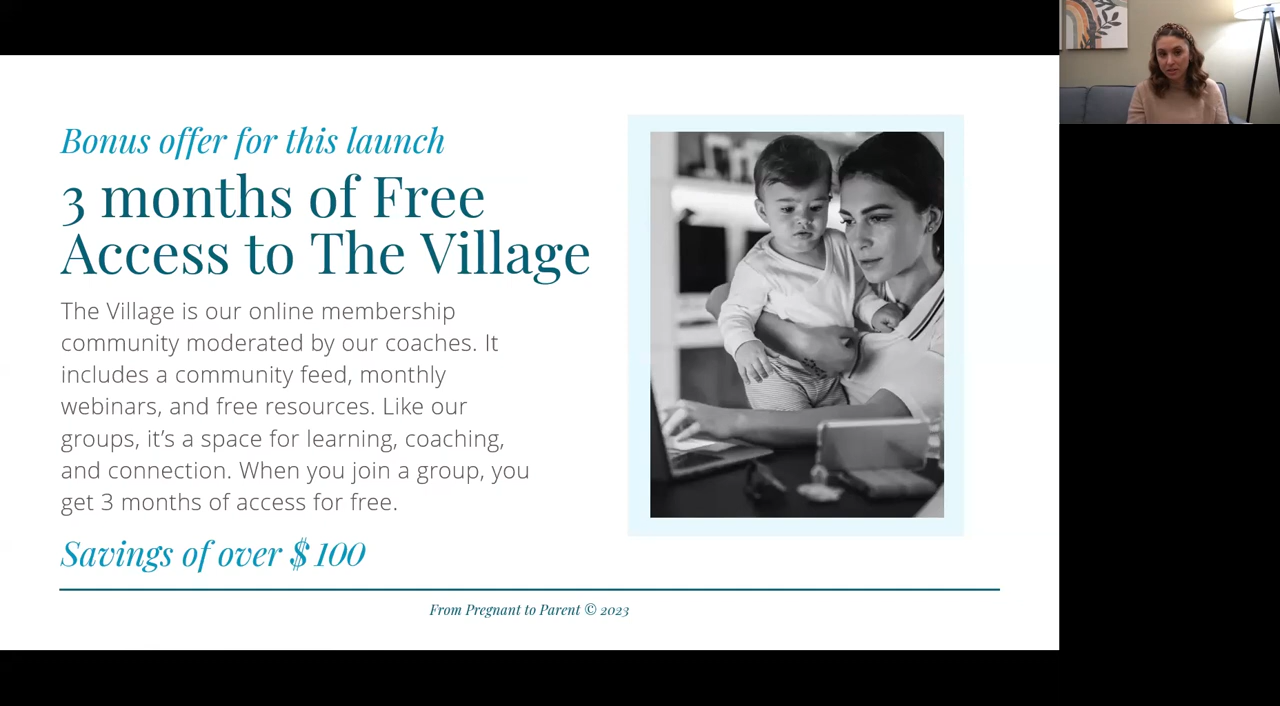 Bonus offer for this launch
3 months of Free
Access to The Village
The Village is our online membership
community moderated by our coaches. It
includes a community feed, monthly
webinars, and free resources. Like our
groups, it’s a space for learning, coaching,
and connection. When you join a group, you
get 3 months of access for free.
Savings of over $100
From Pregnant to Parent © 2023